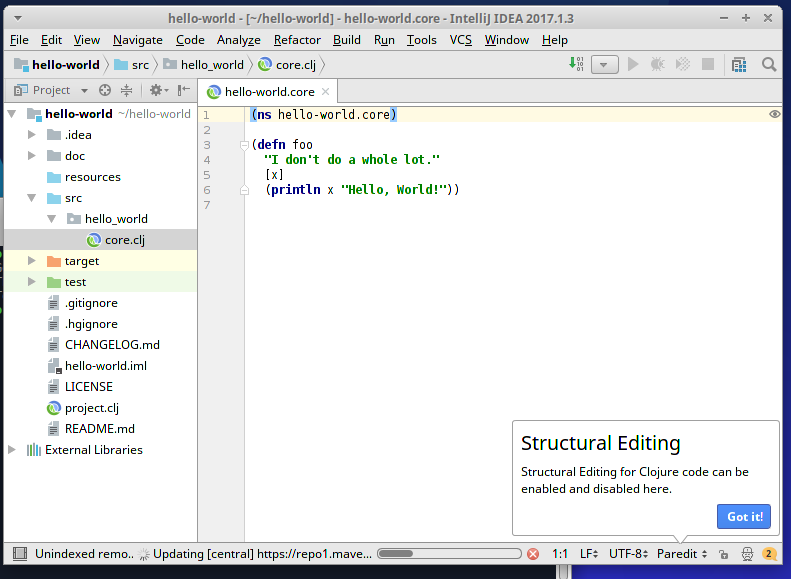 hello-world - [~/hello-world] - hello-world.core - IntelliJ IDEA 2017.1.3
File Edit View Navigate Code Analyze Refactor Build Run Tools VCS Window Help
hello-world src hello_world core.clj
Project
hello-world.core
hello-world ~/hello-world
.idea
doc
resources
src
hello_world
core.clj
target
test
.gitignore
.hgignore
CHANGELOG.md
hello-world.iml
LICENSE
project.clj
README.md
External Libraries
1 (ns hello-world.core)
2
3 (defn foo
4 "I don't do a whole lot."
5 [x]
6 (println x "Hello, World!"))
7
Structural Editing
Structural Editing for Clojure code can be
enabled and disabled here.
Got it!
Unindexed remo.. Updating [central] https://repo1.mave... 1:1 LF UTF-8 Paredit 2